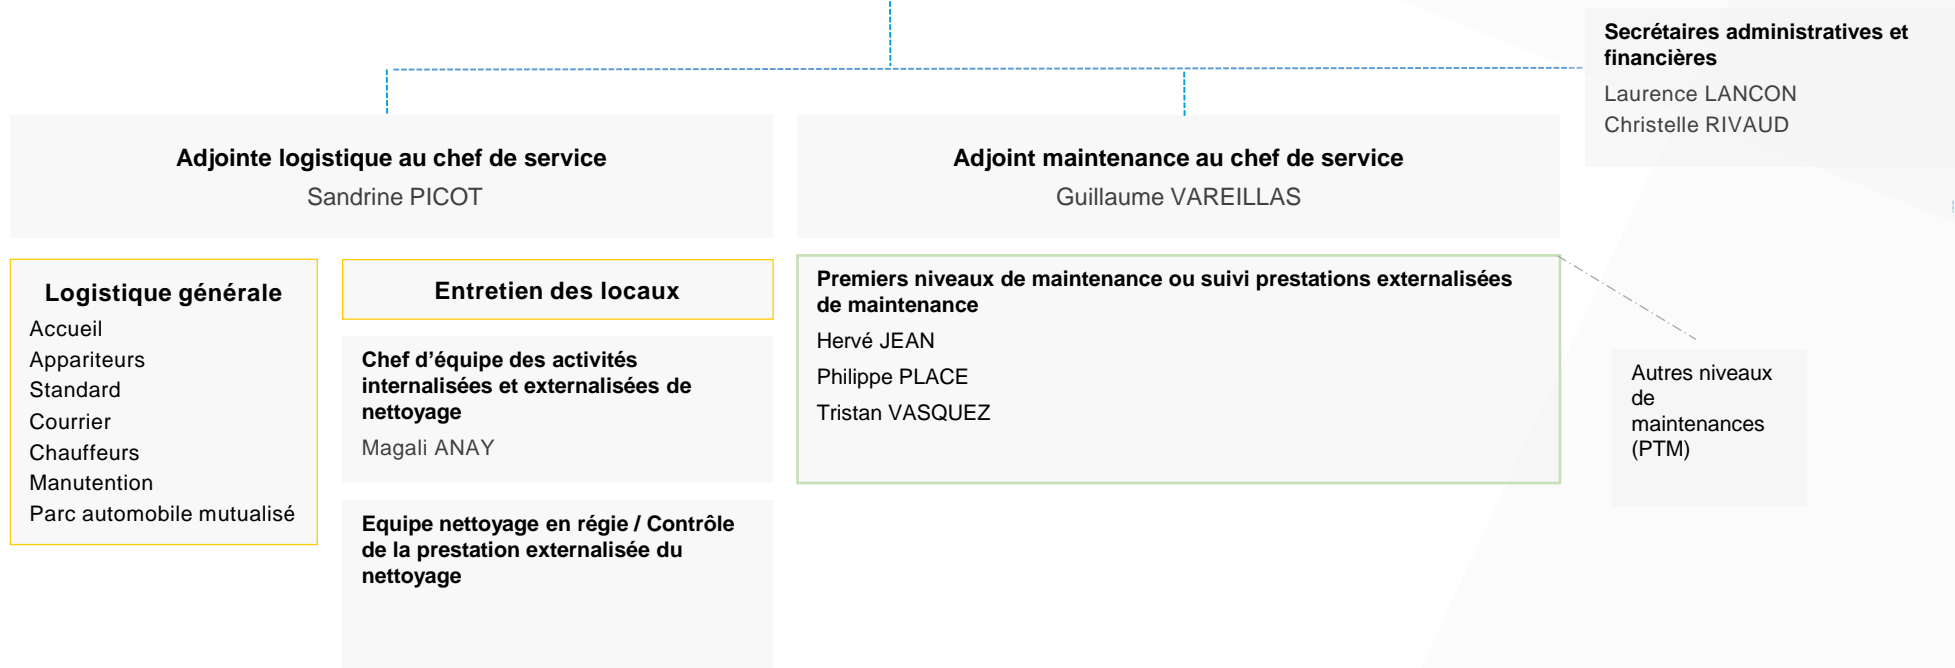 Secrétaires administratives et
financières
Laurence LANCON
Christelle RIVAUD
Adjointe logistique au chef de service
Sandrine PICOT
Adjoint maintenance au chef de service
Guillaume VAREILLAS
Logistique générale
Accueil
Appariteurs
Standard
Courrier
Chauffeurs
Manutention
Parc automobile mutualisé
Entretien des locaux
Chef d’équipe des activités
internalisées et externalisées de
nettoyage
Magali ANAY
Equipe nettoyage en régie / Contrôle
de la prestation externalisée du
nettoyage
Premiers niveaux de maintenance ou suivi prestations externalisées
de maintenance
Hervé JEAN
Philippe PLACE
Tristan VASQUEZ
Autres niveaux
de
maintenances
(PTM)